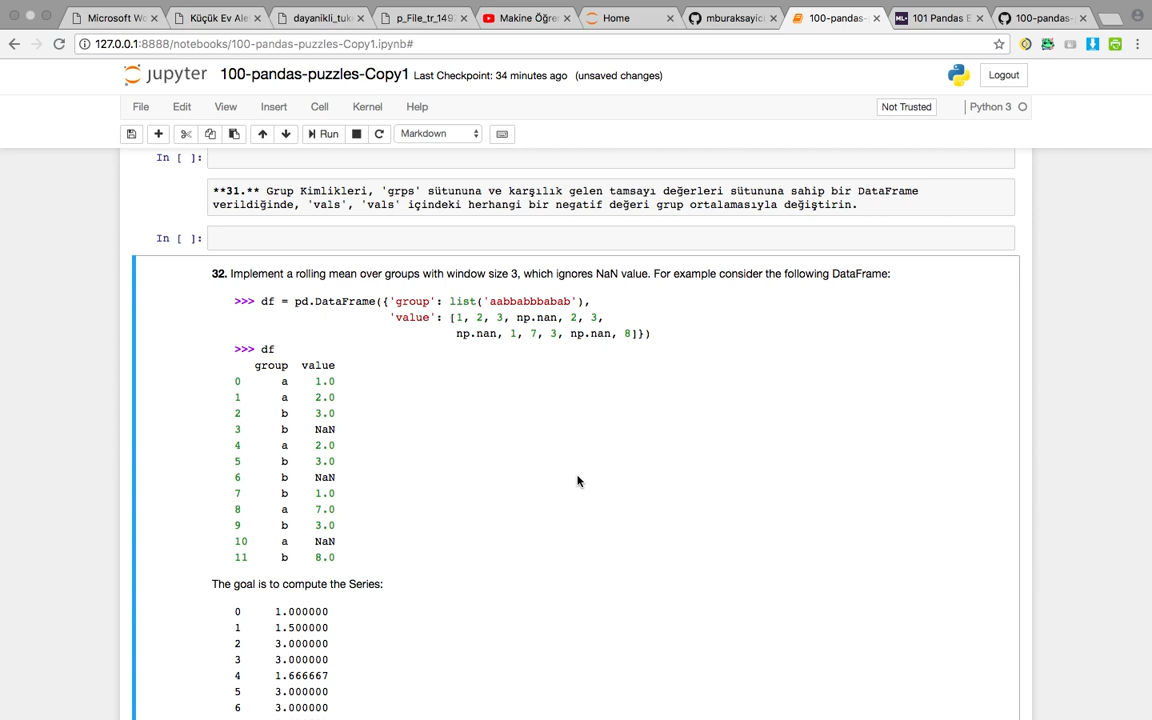 Microsoft Wo
Küçük Ev Ale
dayanikli_tuk
p_File_tr_149
Makine Öğre
Home
mburaksayic
100-pandas-
101 Pandas E
100-pandas-
127.0.0.1:8888/notebooks/100-pandas-puzzles-Copy1.ipynb#
jupyter 100-pandas-puzzles-Copy1 Last Checkpoint: 34 minutes ago (unsaved changes)
Logout
File Edit View Insert Cell Kernel Help
Not Trusted
Python 3
Run
Markdown
In [ ]:
**31.** Grup Kimlikleri, 'grps' sütununa ve karşılık gelen tamsayı değerleri sütununa sahip bir DataFrame
verildiğinde, 'vals', 'vals' içindeki herhangi bir negatif değeri grup ortalamasıyla değiştirin.
In [ ]:
32. Implement a rolling mean over groups with window size 3, which ignores NaN value. For example consider the following DataFrame:
>>> df = pd.DataFrame({'group': list('aabbabbbabab'),
'value': [1, 2, 3, np.nan, 2, 3,
np.nan, 1, 7, 3, np.nan, 8]})
>>> df
group value
0 a 1.0
1 a 2.0
2 b 3.0
3 b NaN
4 a 2.0
5 b 3.0
6 b NaN
7 b 1.0
8 a 7.0
9 b 3.0
10 a NaN
11 b 8.0
The goal is to compute the Series:
0 1.000000
1 1.500000
2 3.000000
3 3.000000
4 1.666667
5 3.000000
6 3.000000